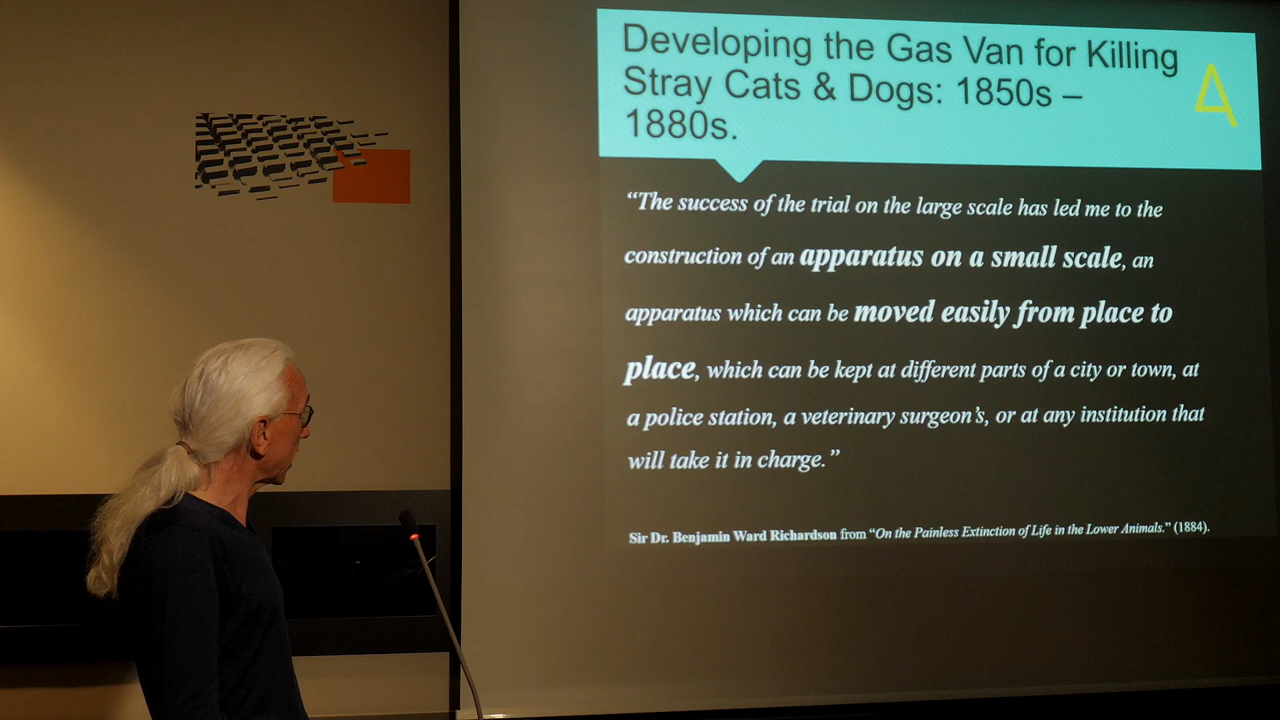 Developing the Gas Van for Killing
Stray Cats & Dogs: 1850s –
1880s.
“The success of the trial on the large scale has led me to the
construction of an apparatus on a small scale, an
apparatus which can be moved easily from place to
place, which can be kept at different parts of a city or town, at
a police station, a veterinary surgeon’s, or at any institution that
will take it in charge.”
Sir Dr. Benjamin Ward Richardson from “On the Painless Extinction of Life in the Lower Animals.” (1884).